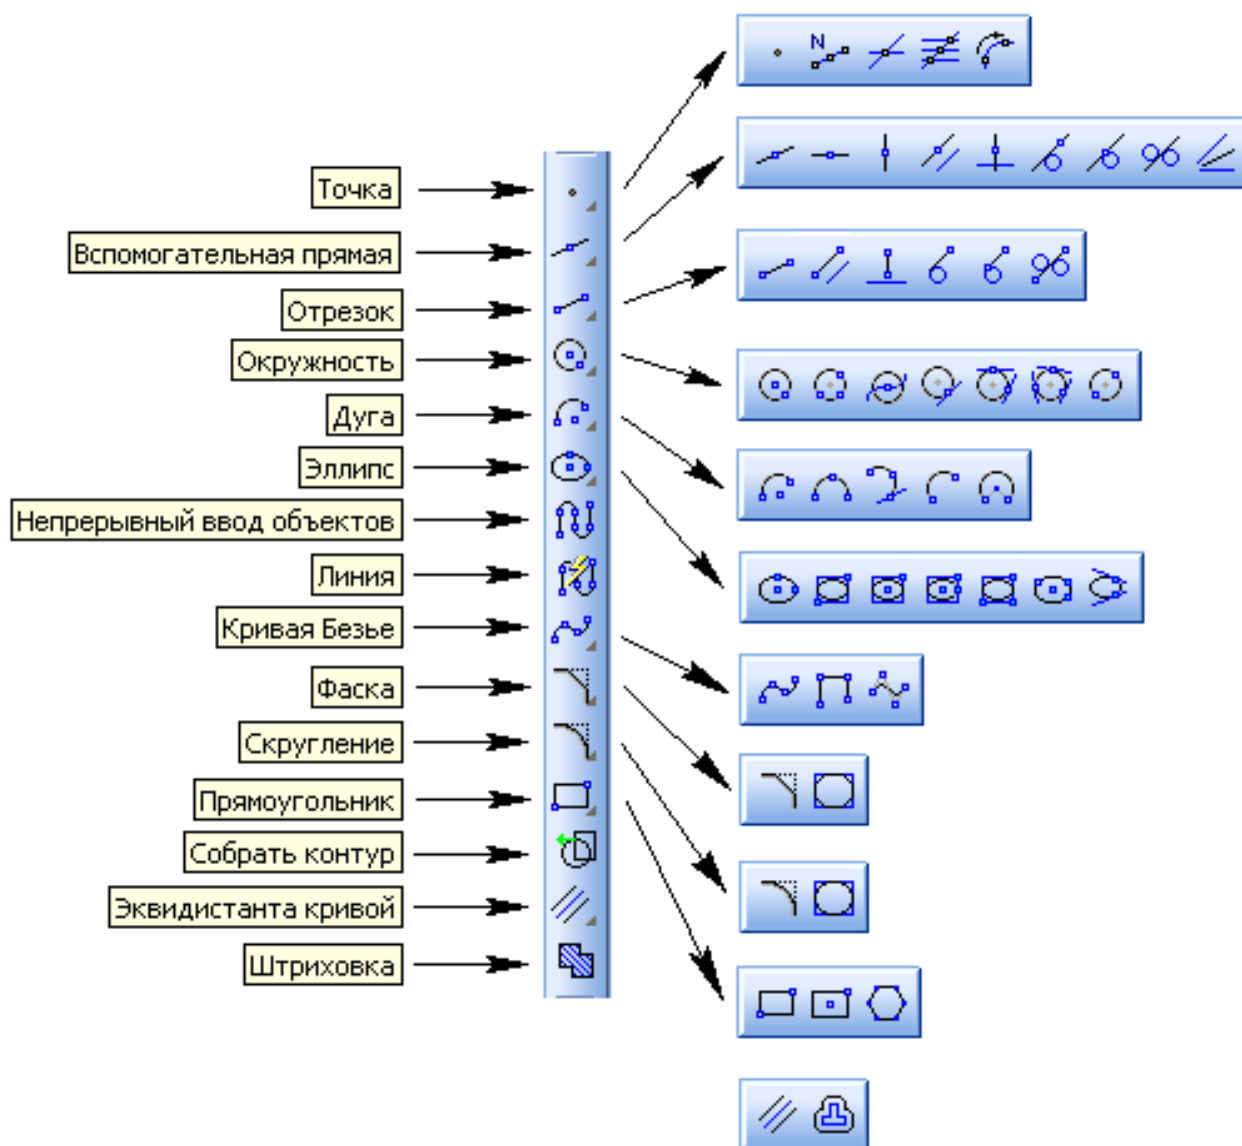 N
Точка
Вспомогательная прямая
Отрезок
Окружность
Дуга
Эллипс
Непрерывный ввод объектов
Линия
Кривая Безье
Фаска
Скругление
Прямоугольник
Собрать контур
Эквидистанта кривой
Штриховка